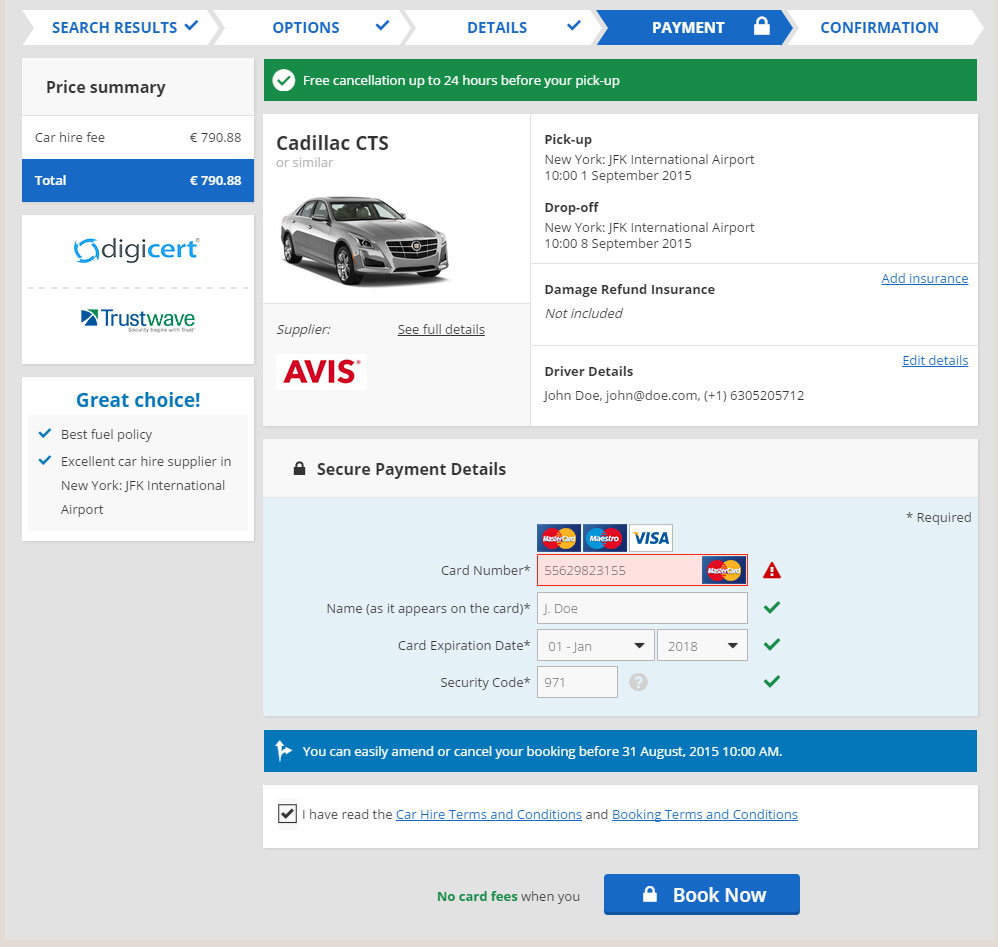 SEARCH RESULTS
OPTIONS
DETAILS
PAYMENT
CONFIRMATION
Price summary
Car hire fee € 790.88
Total € 790.88
digicert®
Trustwave
Security begins with Trust
Great choice!
Best fuel policy
Excellent car hire supplier in
New York: JFK International
Airport
Free cancellation up to 24 hours before your pick-up
Cadillac CTS
or similar
Supplier: See full details
AVIS®
Pick-up
New York: JFK International Airport
10:00 1 September 2015
Drop-off
New York: JFK International Airport
10:00 8 September 2015
Damage Refund Insurance Add insurance
Not included
Driver Details Edit details
John Doe, john@doe.com, (+1) 6305205712
Secure Payment Details
* Required
MasterCard Maestro VISA
Card Number* 55629823155 MasterCard
Name (as it appears on the card)* J. Doe
Card Expiration Date* 01 - Jan 2018
Security Code* 971 ?
You can easily amend or cancel your booking before 31 August, 2015 10:00 AM.
I have read the Car Hire Terms and Conditions and Booking Terms and Conditions
No card fees when you Book Now